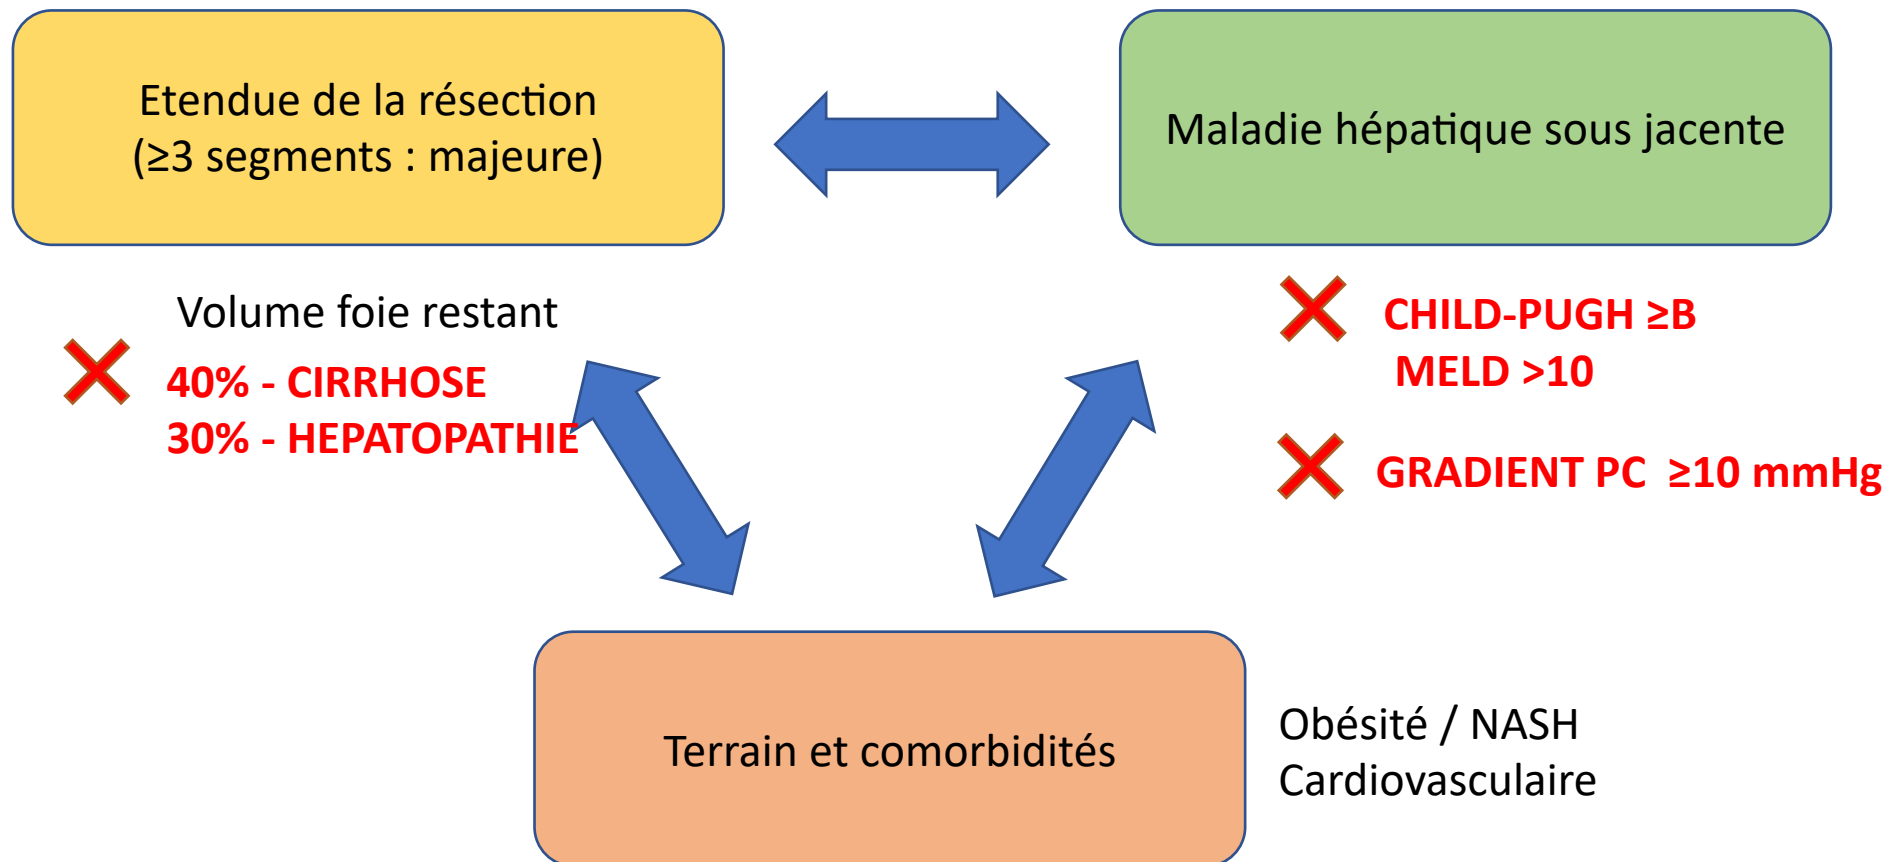 Etendue de la résection
(≥3 segments : majeure)
Maladie hépatique sous jacente
Volume foie restant
40% - CIRRHOSE
30% - HEPATOPATHIE
CHILD-PUGH ≥B
MELD >10
GRADIENT PC ≥10 mmHg
Terrain et comorbidités
Obésité / NASH
Cardiovasculaire